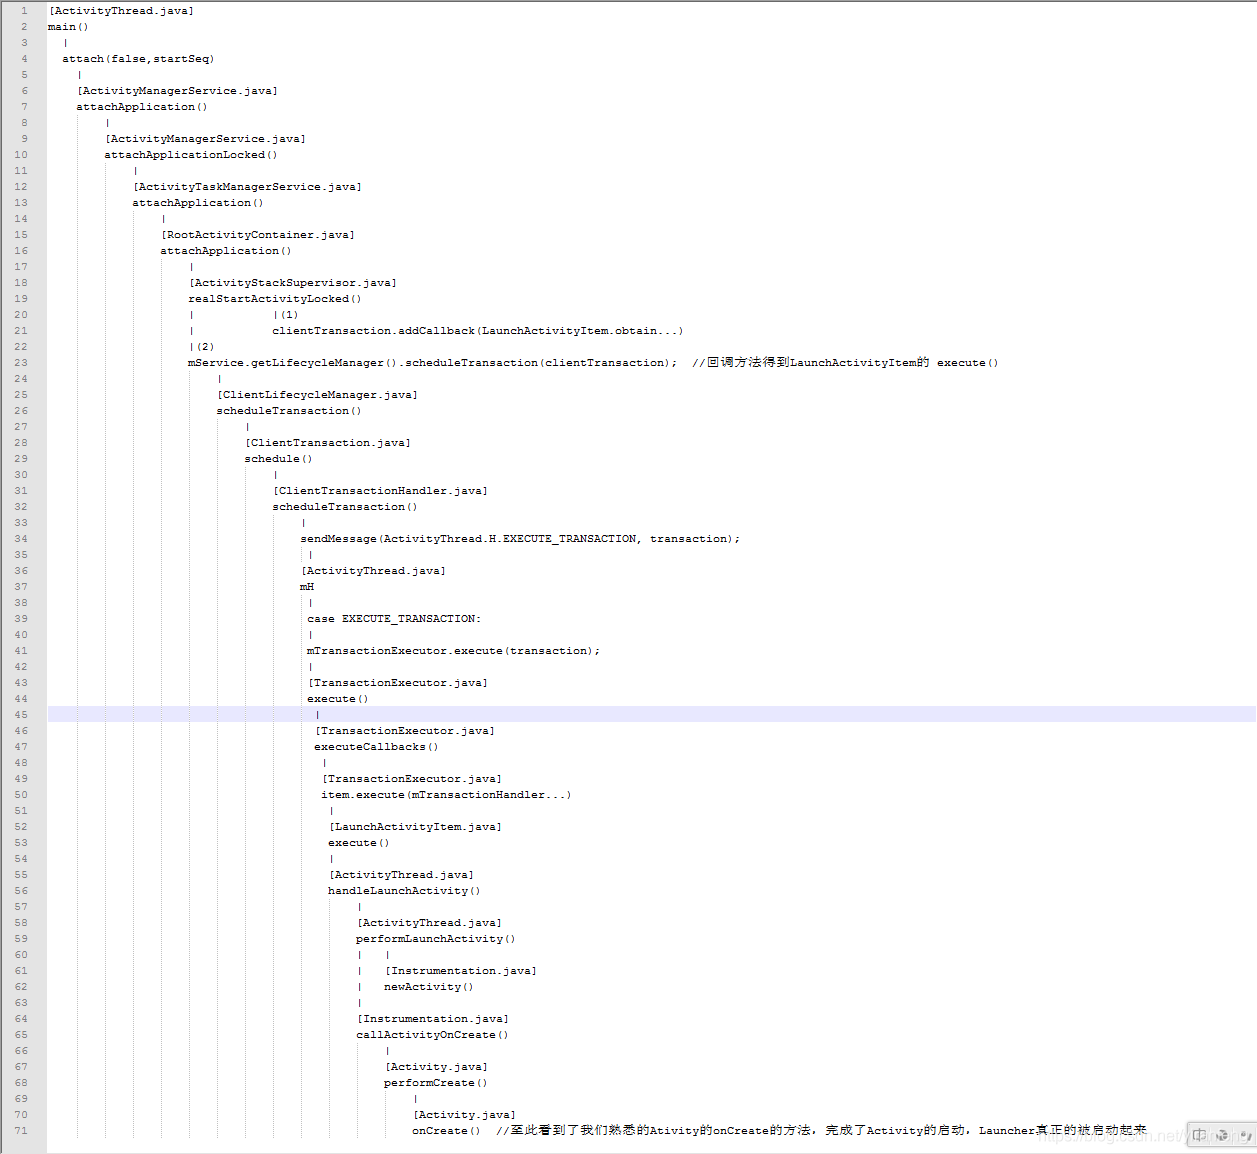 1 [ActivityThread.java]
2 main()
3 |
4 attach(false,startSeq)
5 |
6 [ActivityManagerService.java]
7 attachApplication()
8 |
9 [ActivityManagerService.java]
10 attachApplicationLocked()
11 |
12 [ActivityTaskManagerService.java]
13 attachApplication()
14 |
15 [RootActivityContainer.java]
16 attachApplication()
17 |
18 [ActivityStackSupervisor.java]
19 realStartActivityLocked()
20 | |(1)
21 | clientTransaction.addCallback(LaunchActivityItem.obtain...)
22 |(2)
23 mService.getLifecycleManager().scheduleTransaction(clientTransaction); //回调方法得到LaunchActivityItem的 execute()
24 |
25 [ClientLifecycleManager.java]
26 scheduleTransaction()
27 |
28 [ClientTransaction.java]
29 schedule()
30 |
31 [ClientTransactionHandler.java]
32 scheduleTransaction()
33 |
34 sendMessage(ActivityThread.H.EXECUTE_TRANSACTION, transaction);
35 |
36 [ActivityThread.java]
37 mH
38 |
39 case EXECUTE_TRANSACTION:
40 |
41 mTransactionExecutor.execute(transaction);
42 |
43 [TransactionExecutor.java]
44 execute()
45 |
46 [TransactionExecutor.java]
47 executeCallbacks()
48 |
49 [TransactionExecutor.java]
50 item.execute(mTransactionHandler...)
51 |
52 [LaunchActivityItem.java]
53 execute()
54 |
55 [ActivityThread.java]
56 handleLaunchActivity()
57 |
58 [ActivityThread.java]
59 performLaunchActivity()
60 | |
61 | [Instrumentation.java]
62 | newActivity()
63 |
64 [Instrumentation.java]
65 callActivityOnCreate()
66 |
67 [Activity.java]
68 performCreate()
69 |
70 [Activity.java]
71 onCreate() //至此看到了我们熟悉的Ativity的onCreate的方法，完成了Activity的启动，Launcher真正的被启动起来